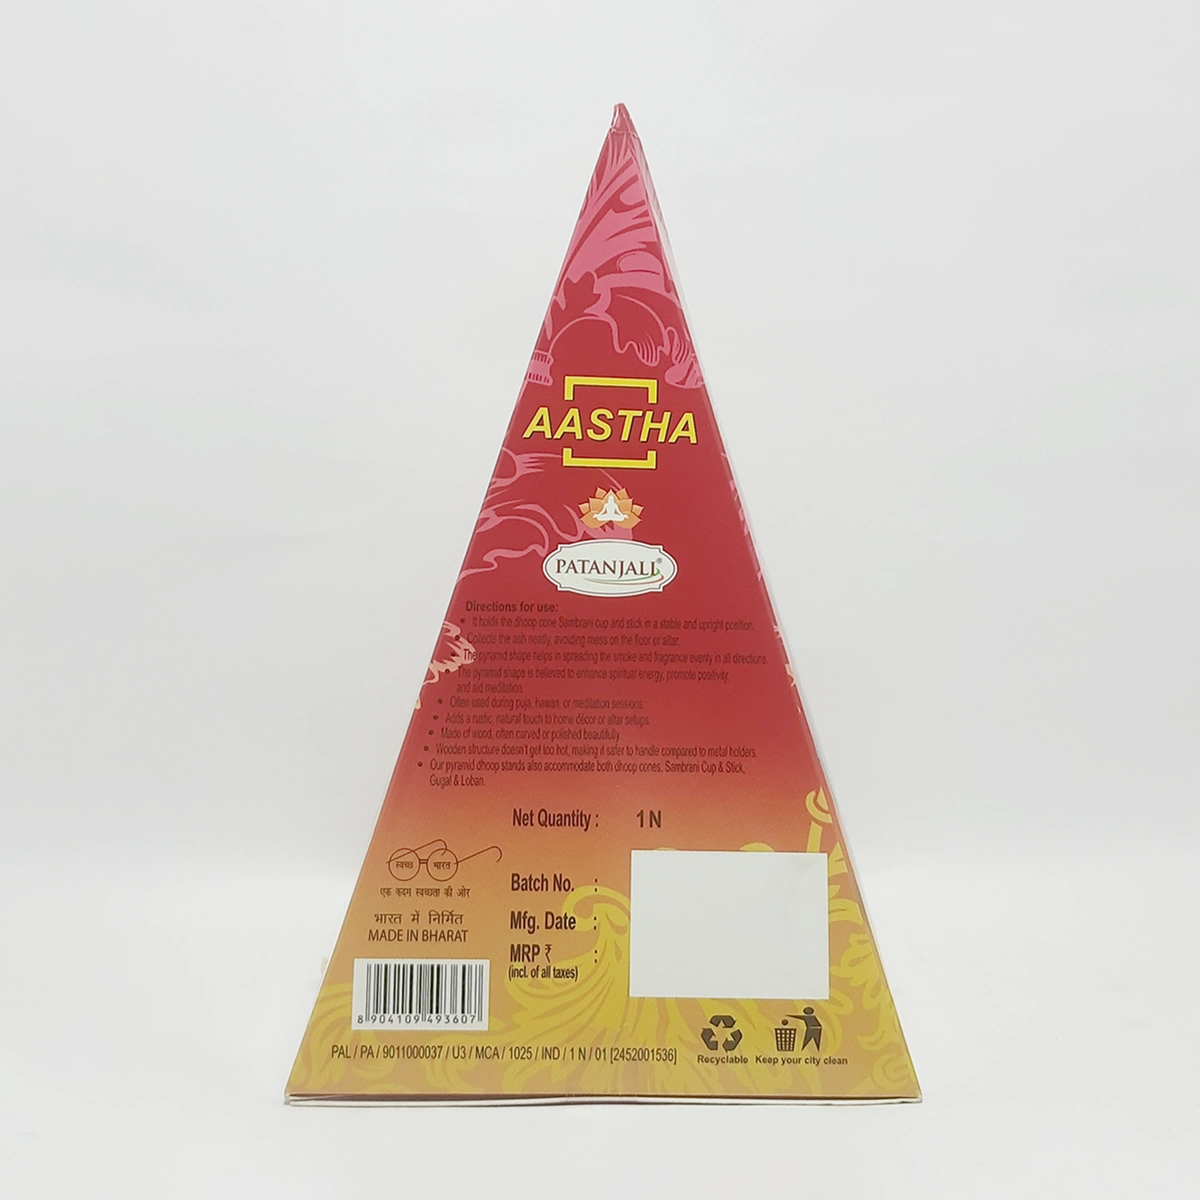 AASTHA
PATANJALI®
Directions for use:
• It holds the dhoop cone Sambrani cup and stick in a stable and upright position.
• Collects the ash neatly, avoiding mess on the floor or altar.
• The pyramid shape helps in spreading the smoke and fragrance evenly in all directions.
• The pyramid shape is believed to enhance spiritual energy, promote positivity,
and aid meditation.
• Often used during puja, hawan, or meditation sessions.
• Adds a rustic, natural touch to home décor or altar setups.
• Made of wood, often carved or polished beautifully
• Wooden structure doesn't get too hot, making it safer to handle compared to metal holders.
• Our pyramid dhoop stands also accommodate both dhoop cones, Sambrani Cup & Stick,
Gugal & Loban.
Net Quantity : 1 N
स्वच्छ भारत
एक कदम स्वच्छता की ओर
भारत में निर्मित
MADE IN BHARAT
Batch No. :
Mfg. Date :
MRP ₹ :
(incl. of all taxes)
8 904109 493607
PAL / PA / 9011000037 / U3 / MCA / 1025 / IND / 1 N / 01 [2452001536]
Recyclable Keep your city clean